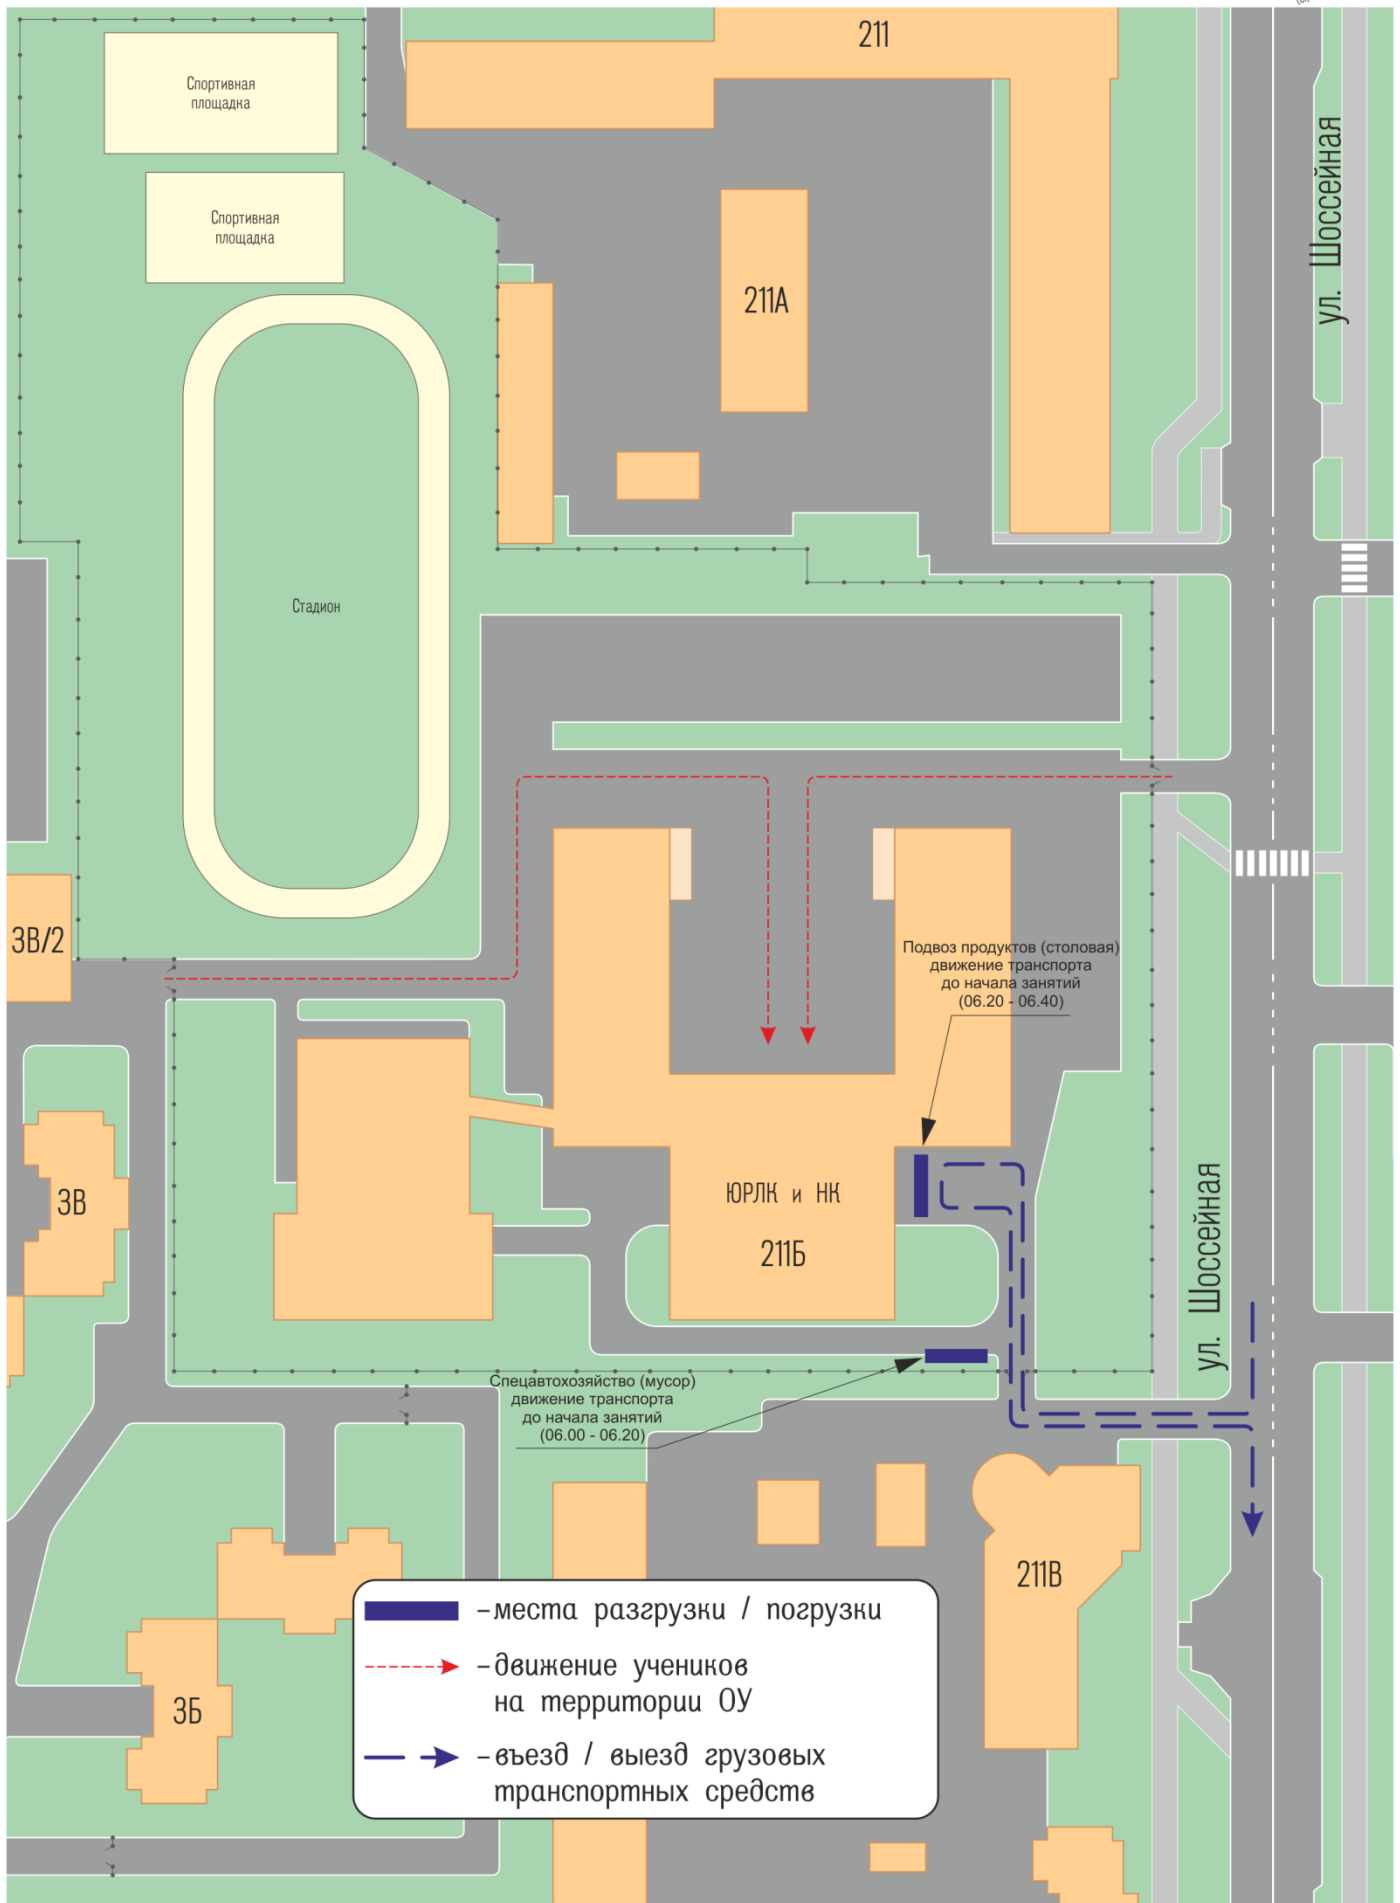 211
Спортивная
площадка
ул. Шоссейная
Спортивная
площадка
211А
Стадион
3В/2
Подвоз продуктов (столовая)
движение транспорта
до начала занятий
(06.20 - 06.40)
3В
ЮРЛК и НК
211Б
ул. Шоссейная
Спецавтохозяйство (мусор)
движение транспорта
до начала занятий
(06.00 - 06.20)
211В
3Б
-места разгрузки / погрузки
-движение учеников
на территории ОУ
-въезд / выезд грузовых
транспортных средств